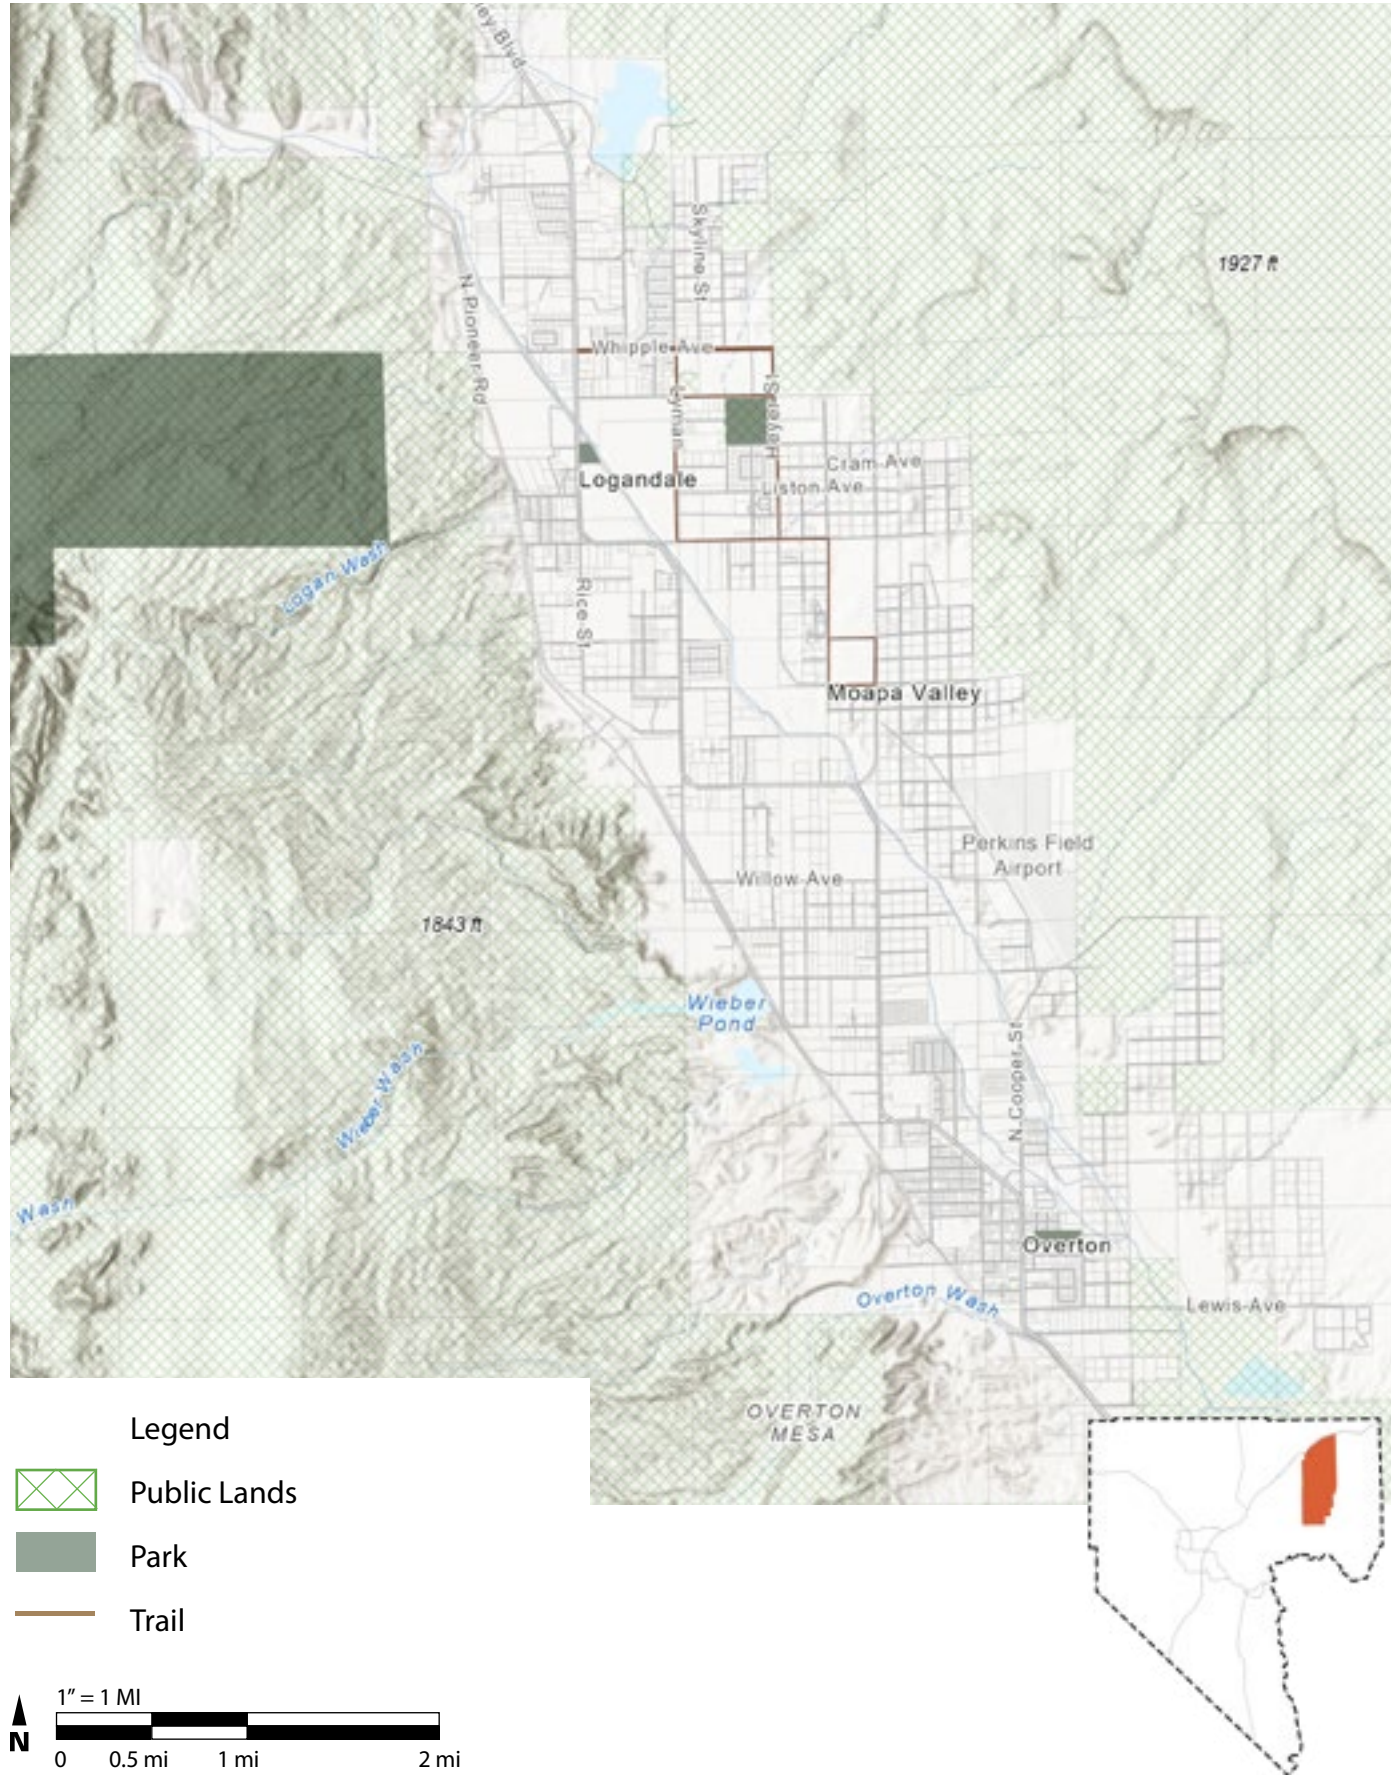 ey Blvd
Skyline St
1927 ft
N Pioneer Rd
Whipple Ave
Lyman
Heyer St
Logandale
Cram Ave
Liston Ave
Logan Wash
Rice St
Moapa Valley
Perkins Field
Airport
Willow Ave
1843 ft
Wieber
Pond
N Cooper St
Wieber Wash
Wash
Overton
Overton Wash
Lewis Ave
OVERTON
MESA
Legend
Public Lands
Park
Trail
1” = 1 MI
N
0 0.5 mi 1 mi 2 mi